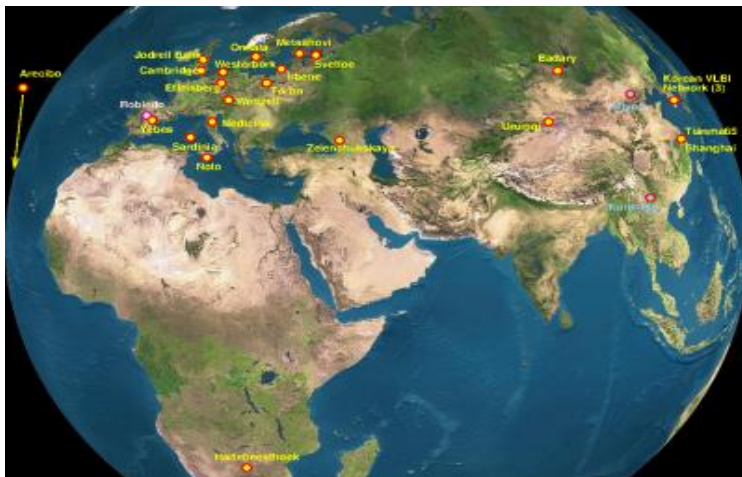 Metsahovi
Onsala
Jodrell Bank
Svetloe
Westerbork
Badary
Cambridge
Irbene
Arecibo
Effelsberg
Torun
Korean VLBI
Network (3)
Robledo
Wettzell
Yebes
Medicina
Urumqi
Tianma65
Sardinia
Zelenchukskaya
Shanghai
Noto
Kunming
Hartebeesthoek